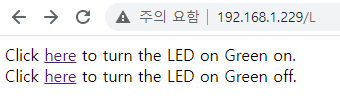 주의 요함 192.168.1.229/L
Click here to turn the LED on Green on.
Click here to turn the LED on Green off.